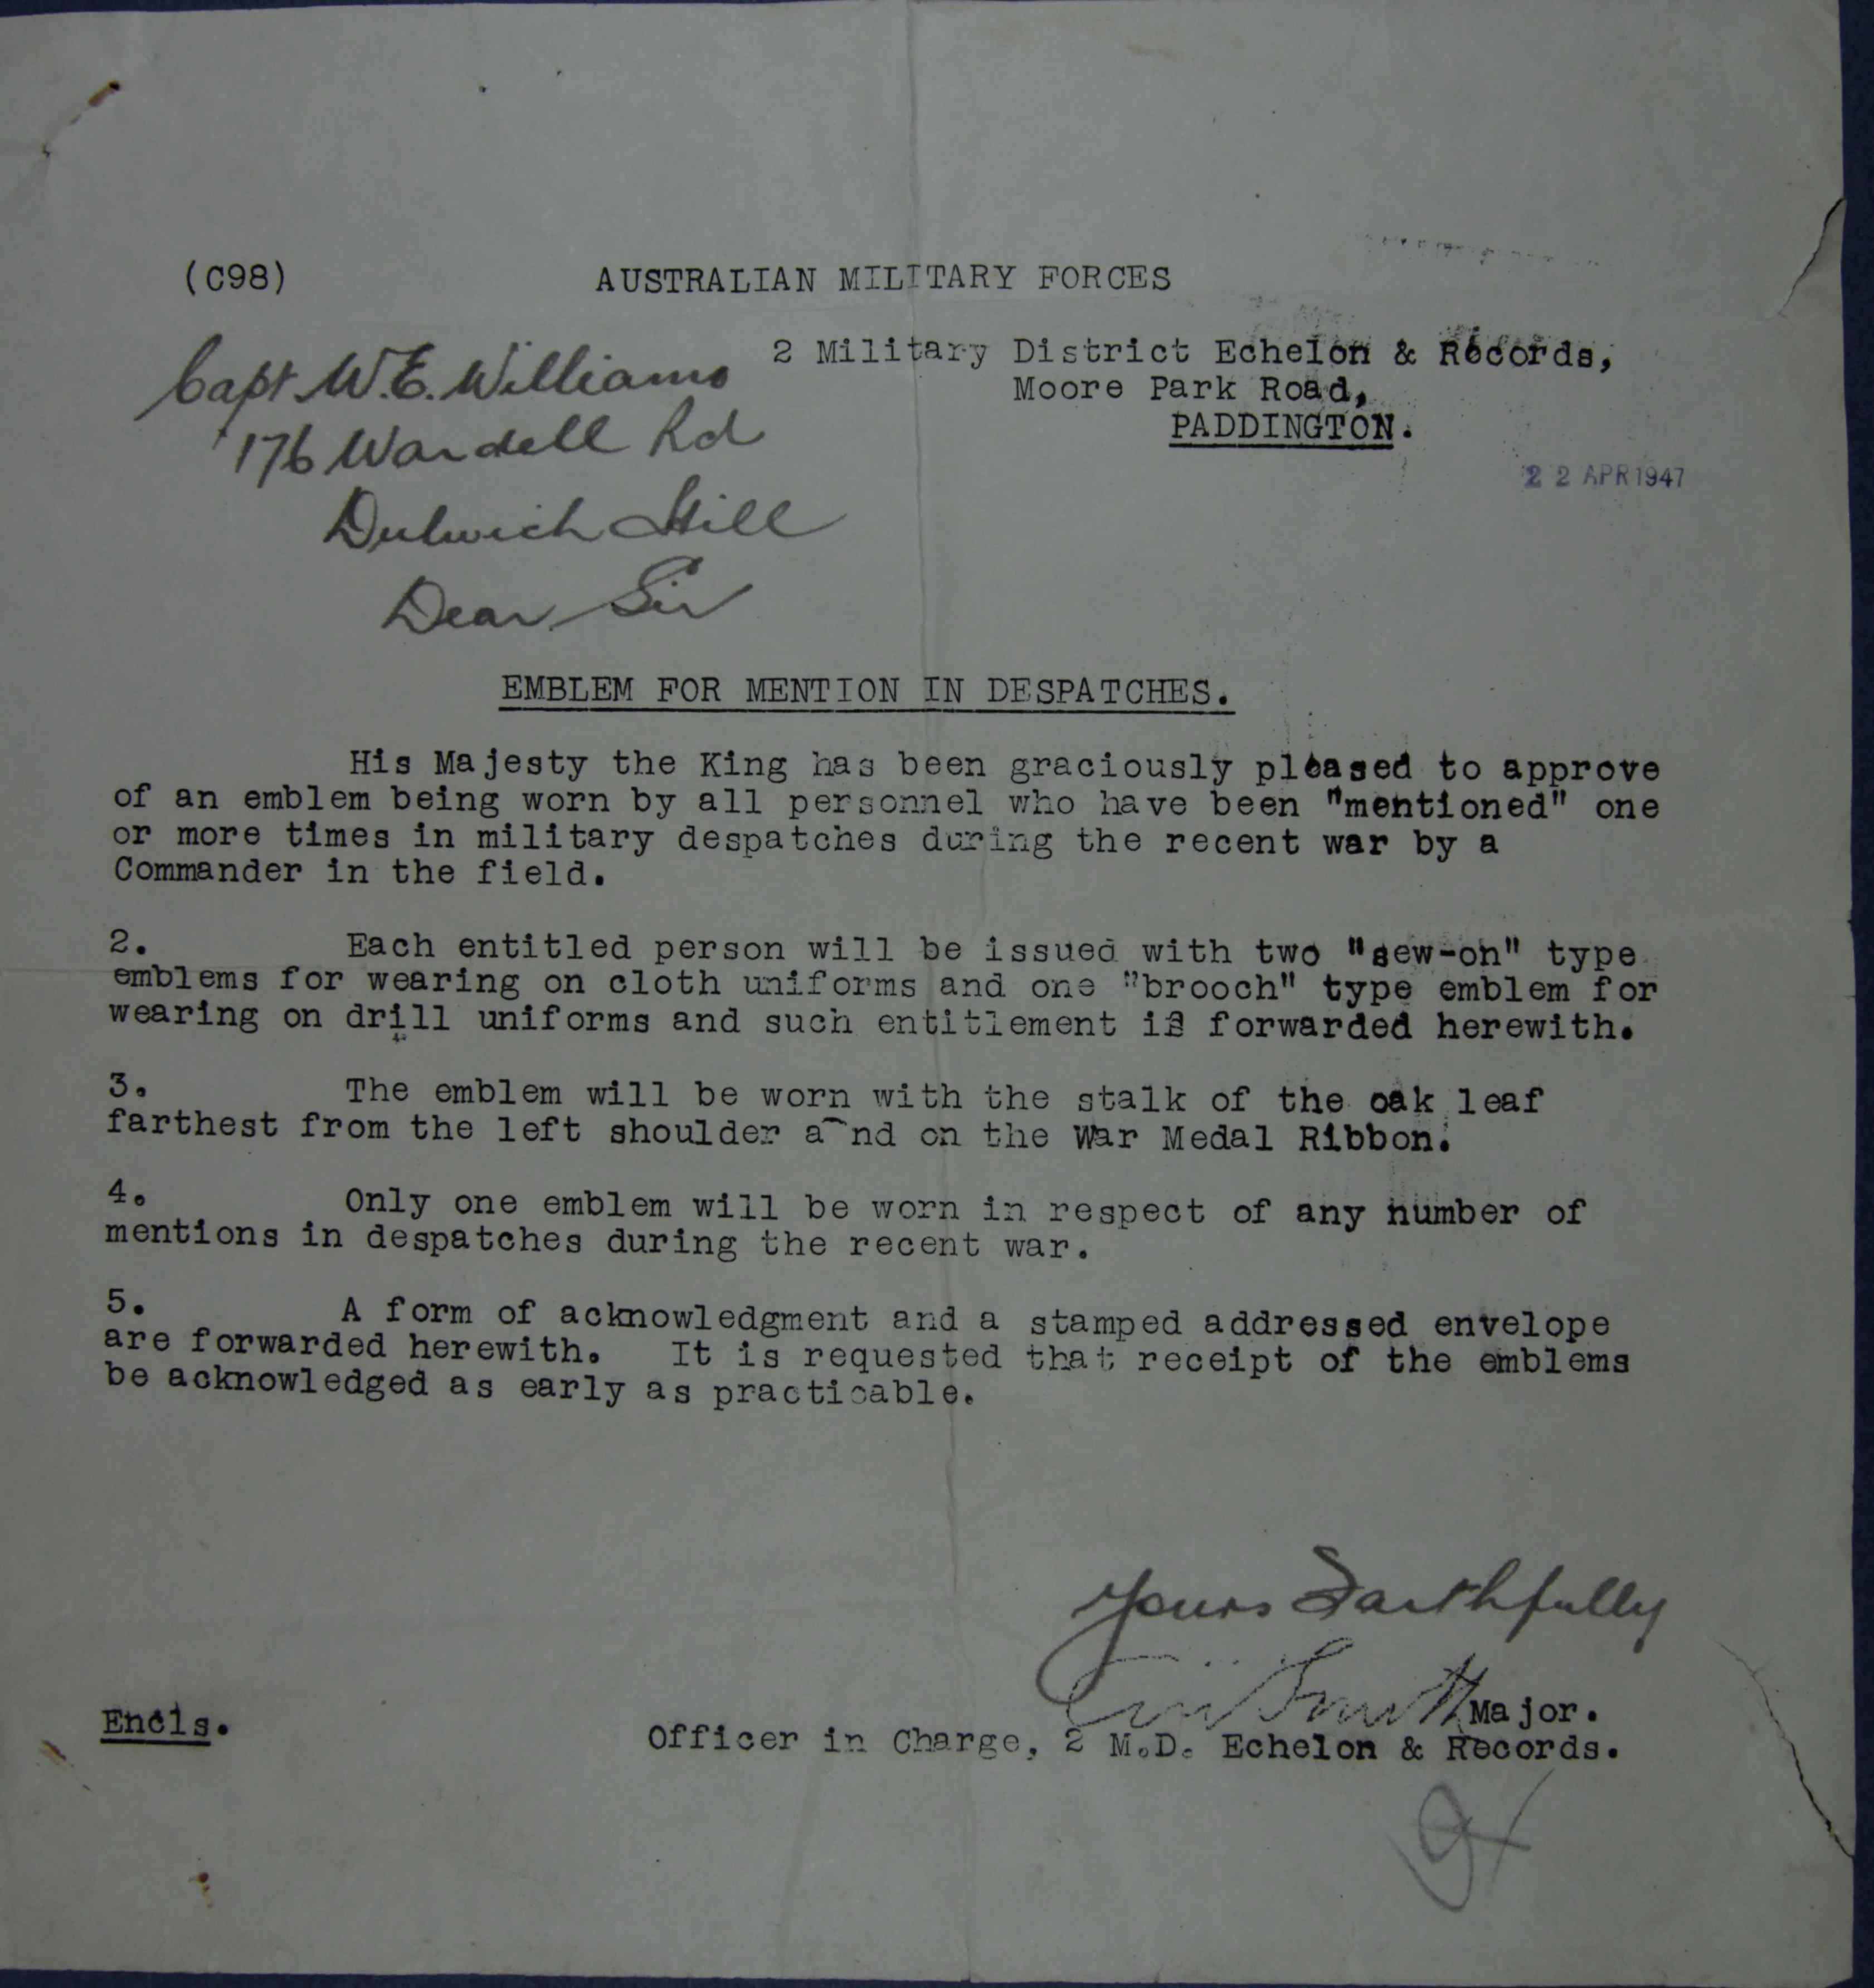 (C98)
AUSTRALIAN MILITARY FORCES
2 Military District Echelon & Records,
Moore Park Road,
PADDINGTON.
22 APR 1947
Capt W.E. Williams
176 Wardell Rd
Dulwich Hill
Dear Sir
EMBLEM FOR MENTION IN DESPATCHES.
His Majesty the King has been graciously pleased to approve
of an emblem being worn by all personnel who have been "mentioned" one
or more times in military despatches during the recent war by a
Commander in the field.
2. Each entitled person will be issued with two "sew-on" type
emblems for wearing on cloth uniforms and one "brooch" type emblem for
wearing on drill uniforms and such entitlement is forwarded herewith.
3. The emblem will be worn with the stalk of the oak leaf
farthest from the left shoulder a nd on the War Medal Ribbon.
4. Only one emblem will be worn in respect of any number of
mentions in despatches during the recent war.
5. A form of acknowledgment and a stamped addressed envelope
are forwarded herewith. It is requested that receipt of the emblems
be acknowledged as early as practicable.
Yours Faithfully
Smith Major.
Encls.
Officer in Charge, 2 M.D. Echelon & Records.